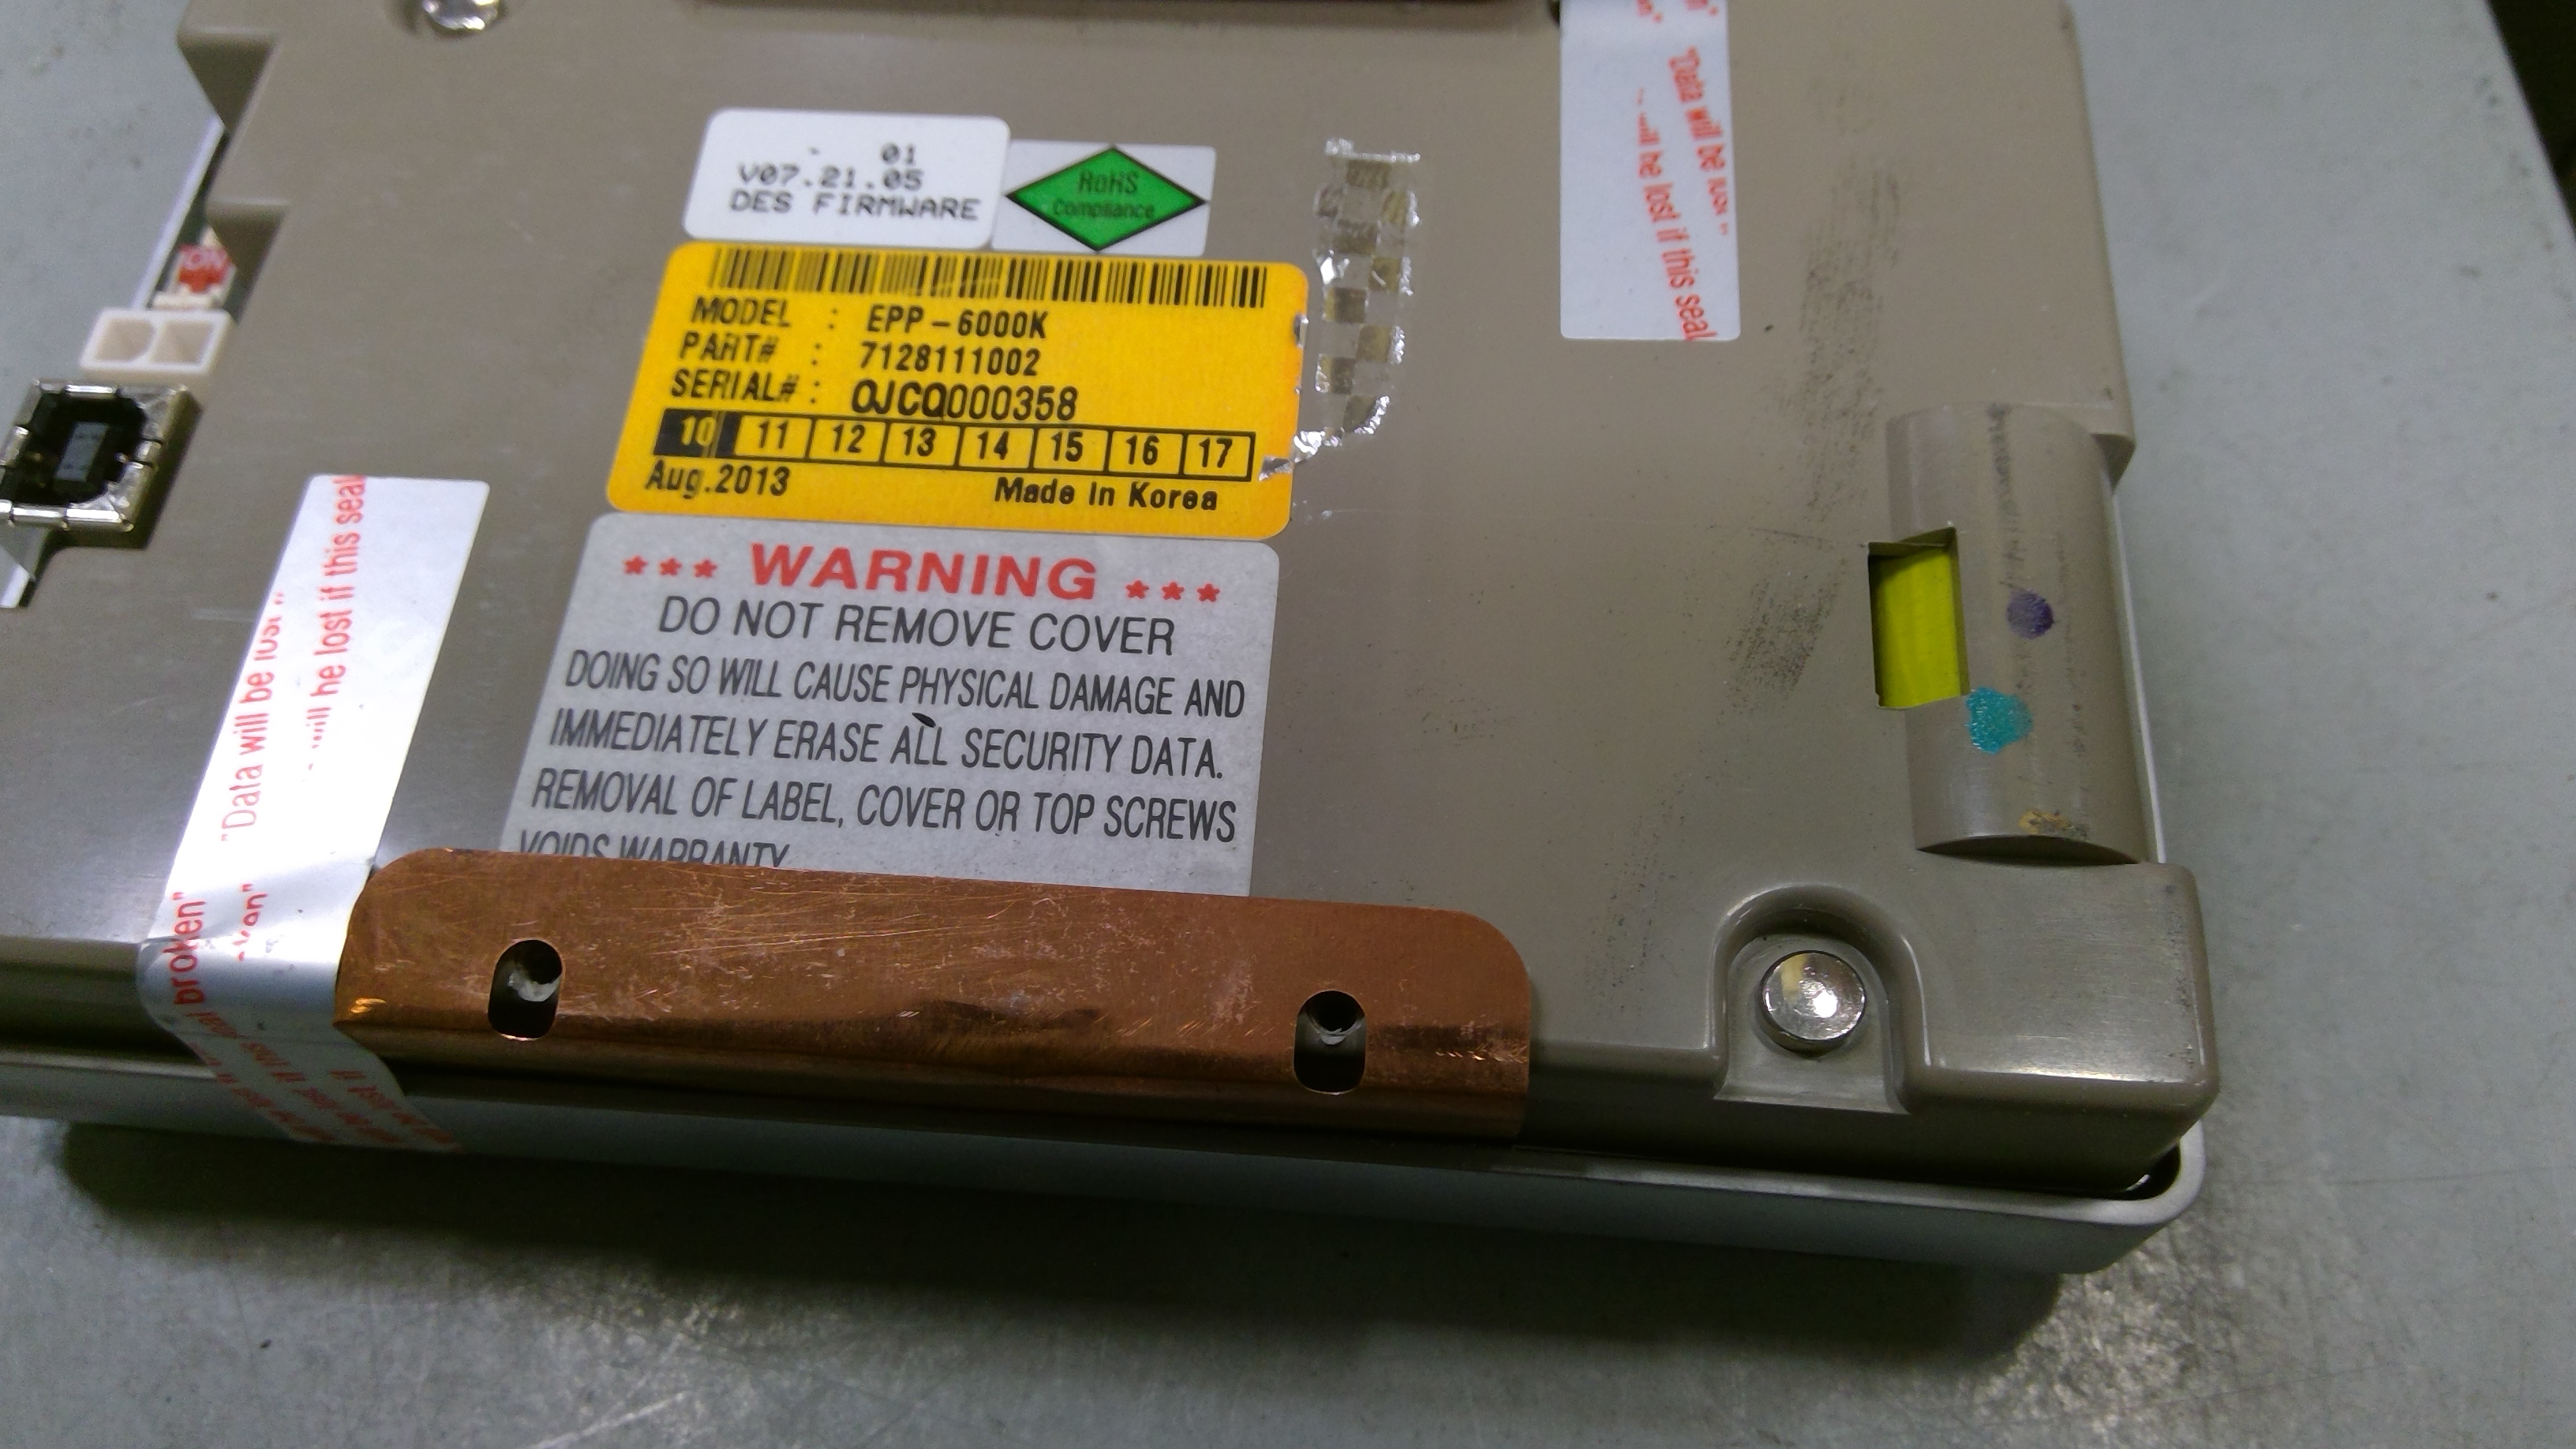 01
V07.21.05
DES FIRMWARE
RoHS
Compliance
MODEL : EPP-6000K
PART# : 7128111002
SERIAL# : 0JCQ000358
10 11 12 13 14 15 16 17
Aug.2013 Made In Korea
*** WARNING ***
DO NOT REMOVE COVER
DOING SO WILL CAUSE PHYSICAL DAMAGE AND
IMMEDIATELY ERASE ALL SECURITY DATA.
REMOVAL OF LABEL, COVER OR TOP SCREWS
VOIDS WARRANTY
"Data will be lost"
will be lost if this seal
"Data will be lost"
will be lost if this seal
broken"
ON